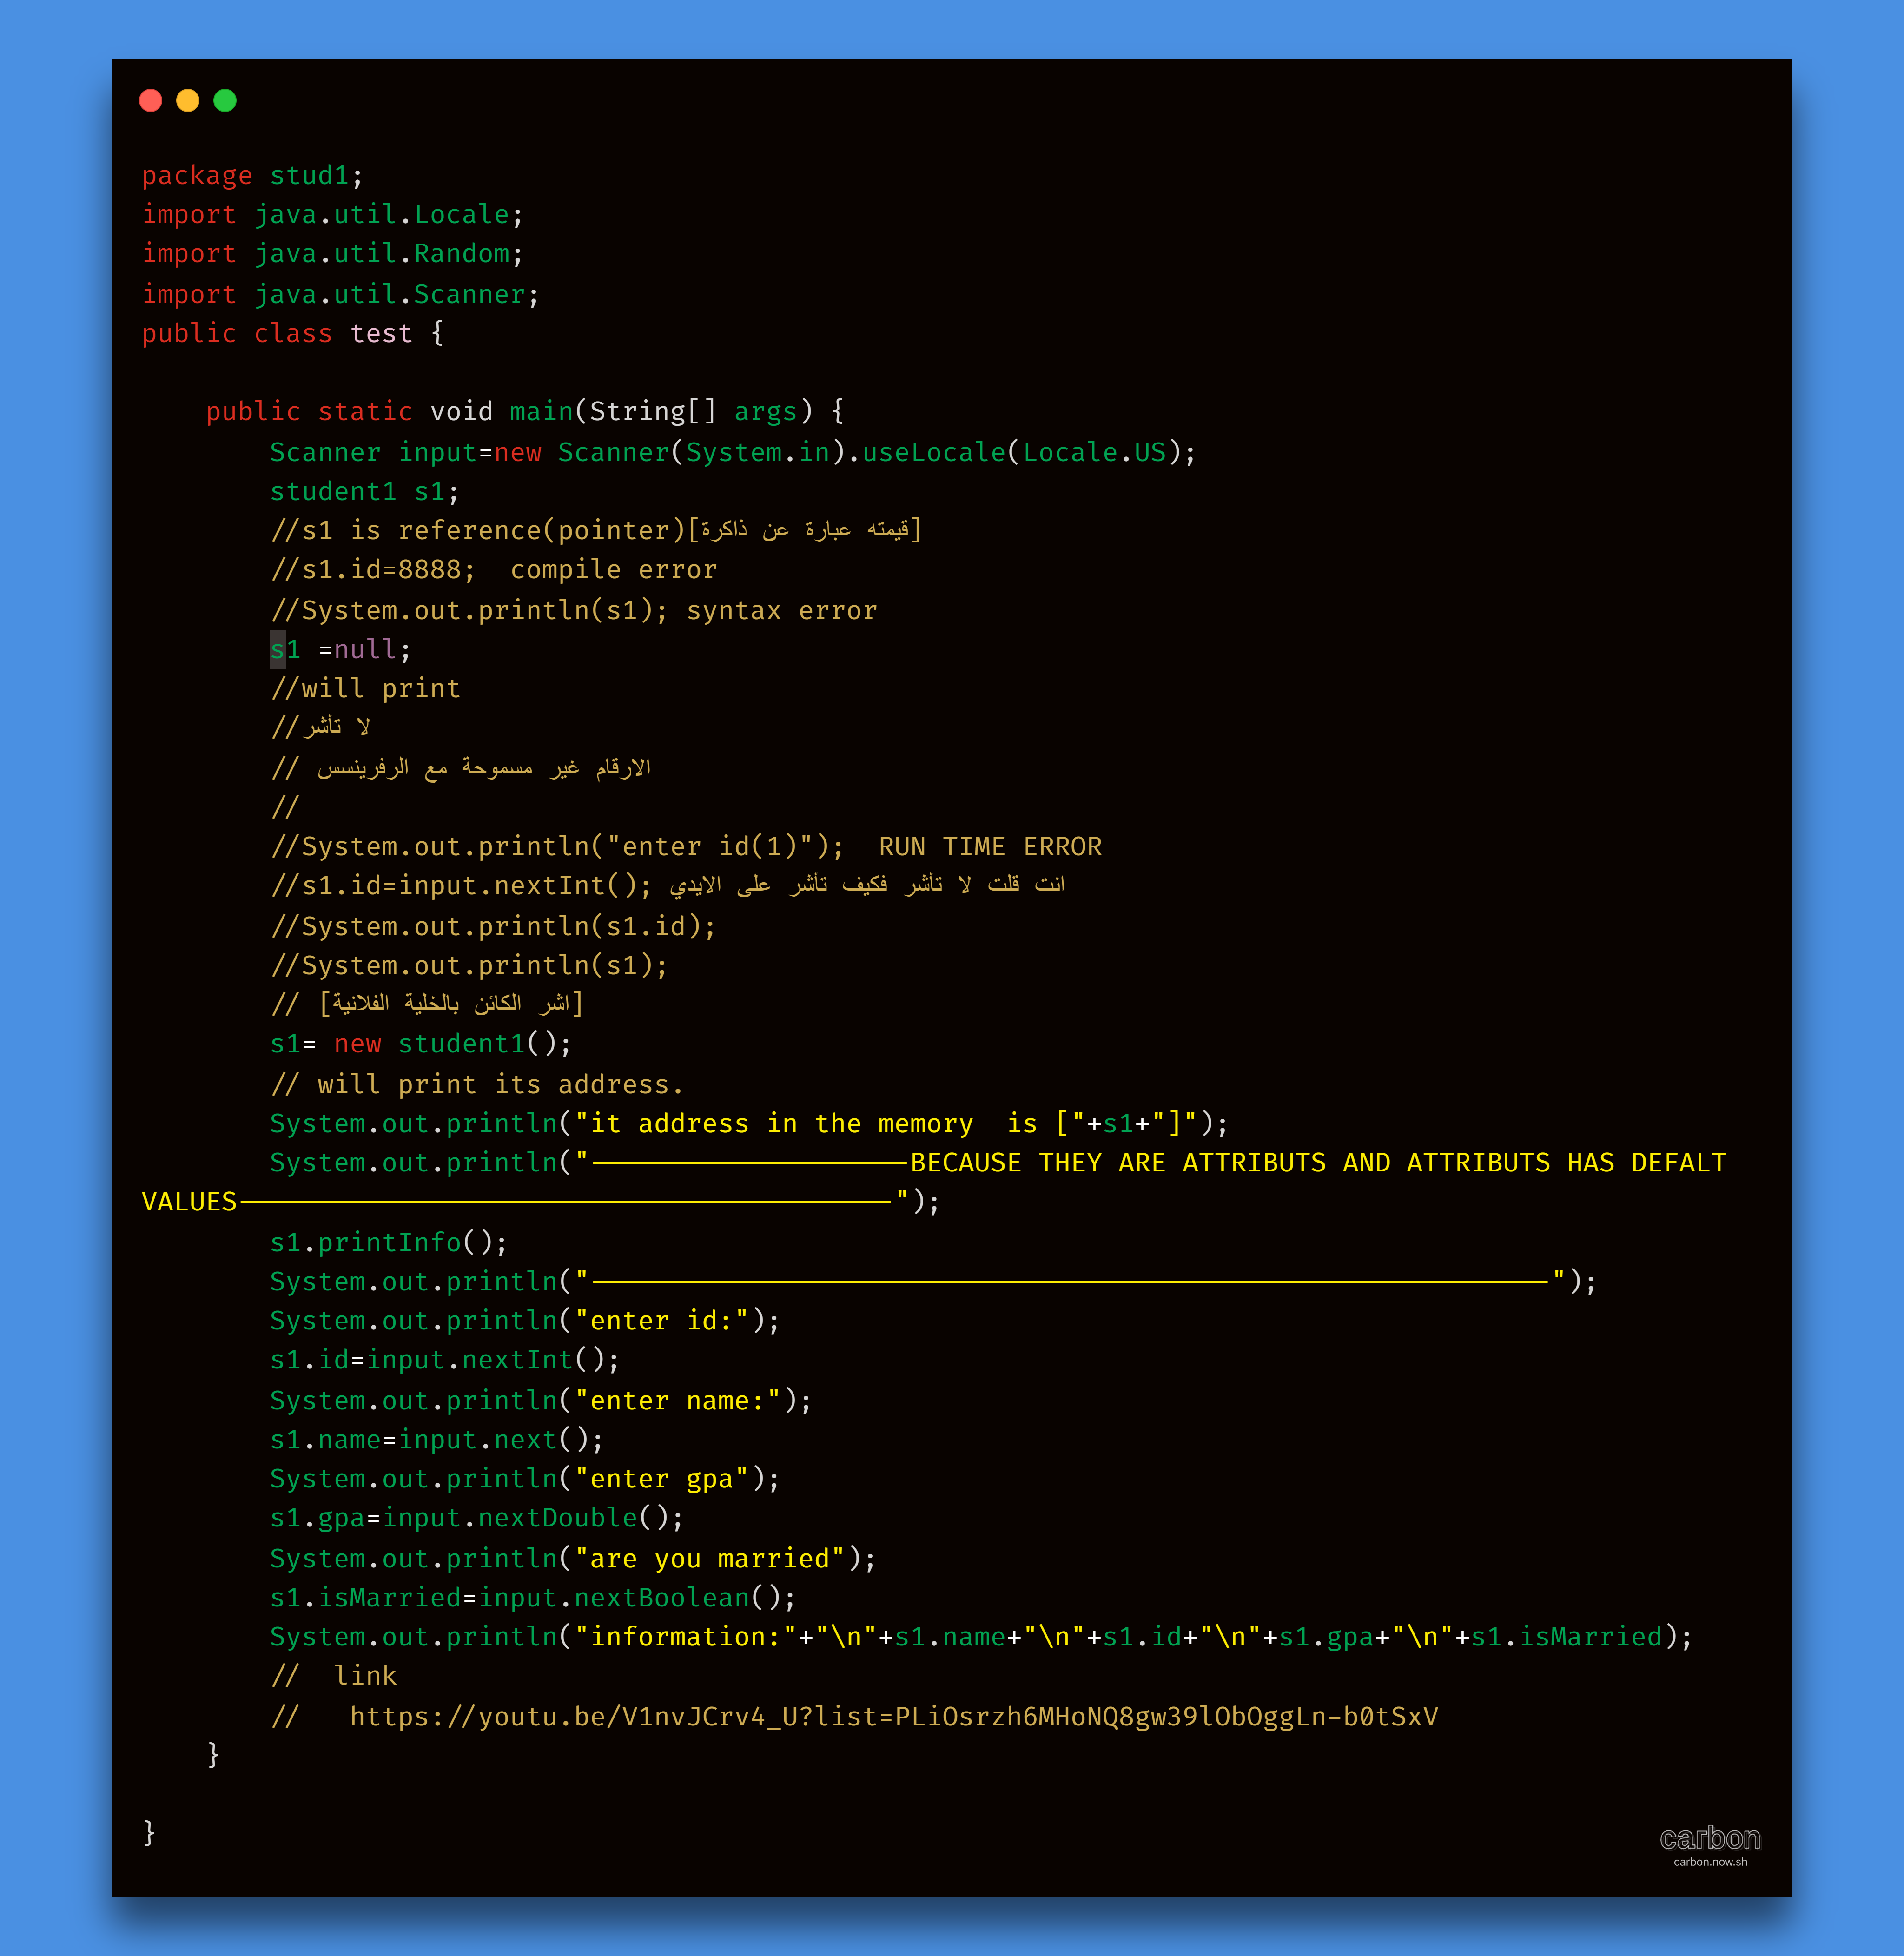 package stud1;
import java.util.Locale;
import java.util.Random;
import java.util.Scanner;
public class test {
public static void main(String[] args) {
Scanner input=new Scanner(System.in).useLocale(Locale.US);
student1 s1;
//s1 is reference(pointer)[قيمته عبارة عن ذاكرة]
//s1.id=8888;  compile error
//System.out.println(s1); syntax error
s1 =null;
//will print
//لا تأشر
// الارقام غير مسموحة مع الرفرينسس
//
//System.out.println("enter id(1)");  RUN TIME ERROR
//s1.id=input.nextInt(); انت قلت لا تأشر فكيف تأشر على الايدي
//System.out.println(s1.id);
//System.out.println(s1);
// [اشر الكائن بالخلية الفلانية]
s1= new student1();
// will print its address.
System.out.println("it address in the memory  is ["+s1+"]");
System.out.println("--------------------BECAUSE THEY ARE ATTRIBUTS AND ATTRIBUTS HAS DEFALT
VALUES-----------------------------------------");
s1.printInfo();
System.out.println("------------------------------------------------------------");
System.out.println("enter id:");
s1.id=input.nextInt();
System.out.println("enter name:");
s1.name=input.next();
System.out.println("enter gpa");
s1.gpa=input.nextDouble();
System.out.println("are you married");
s1.isMarried=input.nextBoolean();
System.out.println("information:"+"\n"+s1.name+"\n"+s1.id+"\n"+s1.gpa+"\n"+s1.isMarried);
//  link
//   https://youtu.be/V1nvJCrv4_U?list=PLiOsrzh6MHoNQ8gw39lObOggLn-b0tSxV
}
}
carbon
carbon.now.sh